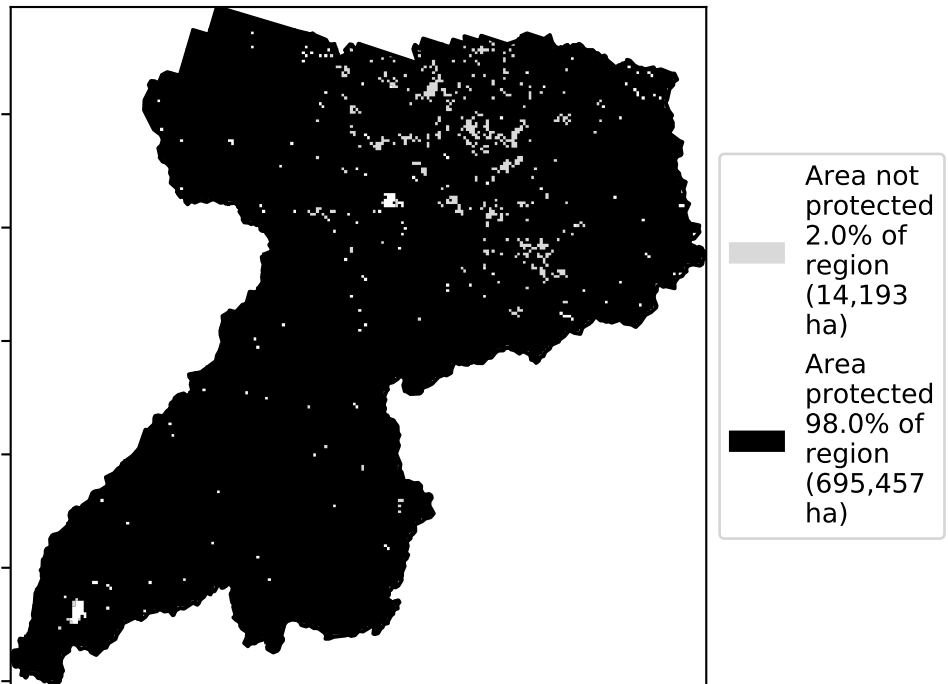 Area not
protected
2.0% of
region
(14,193
ha)
Area
protected
98.0% of
region
(695,457
ha)